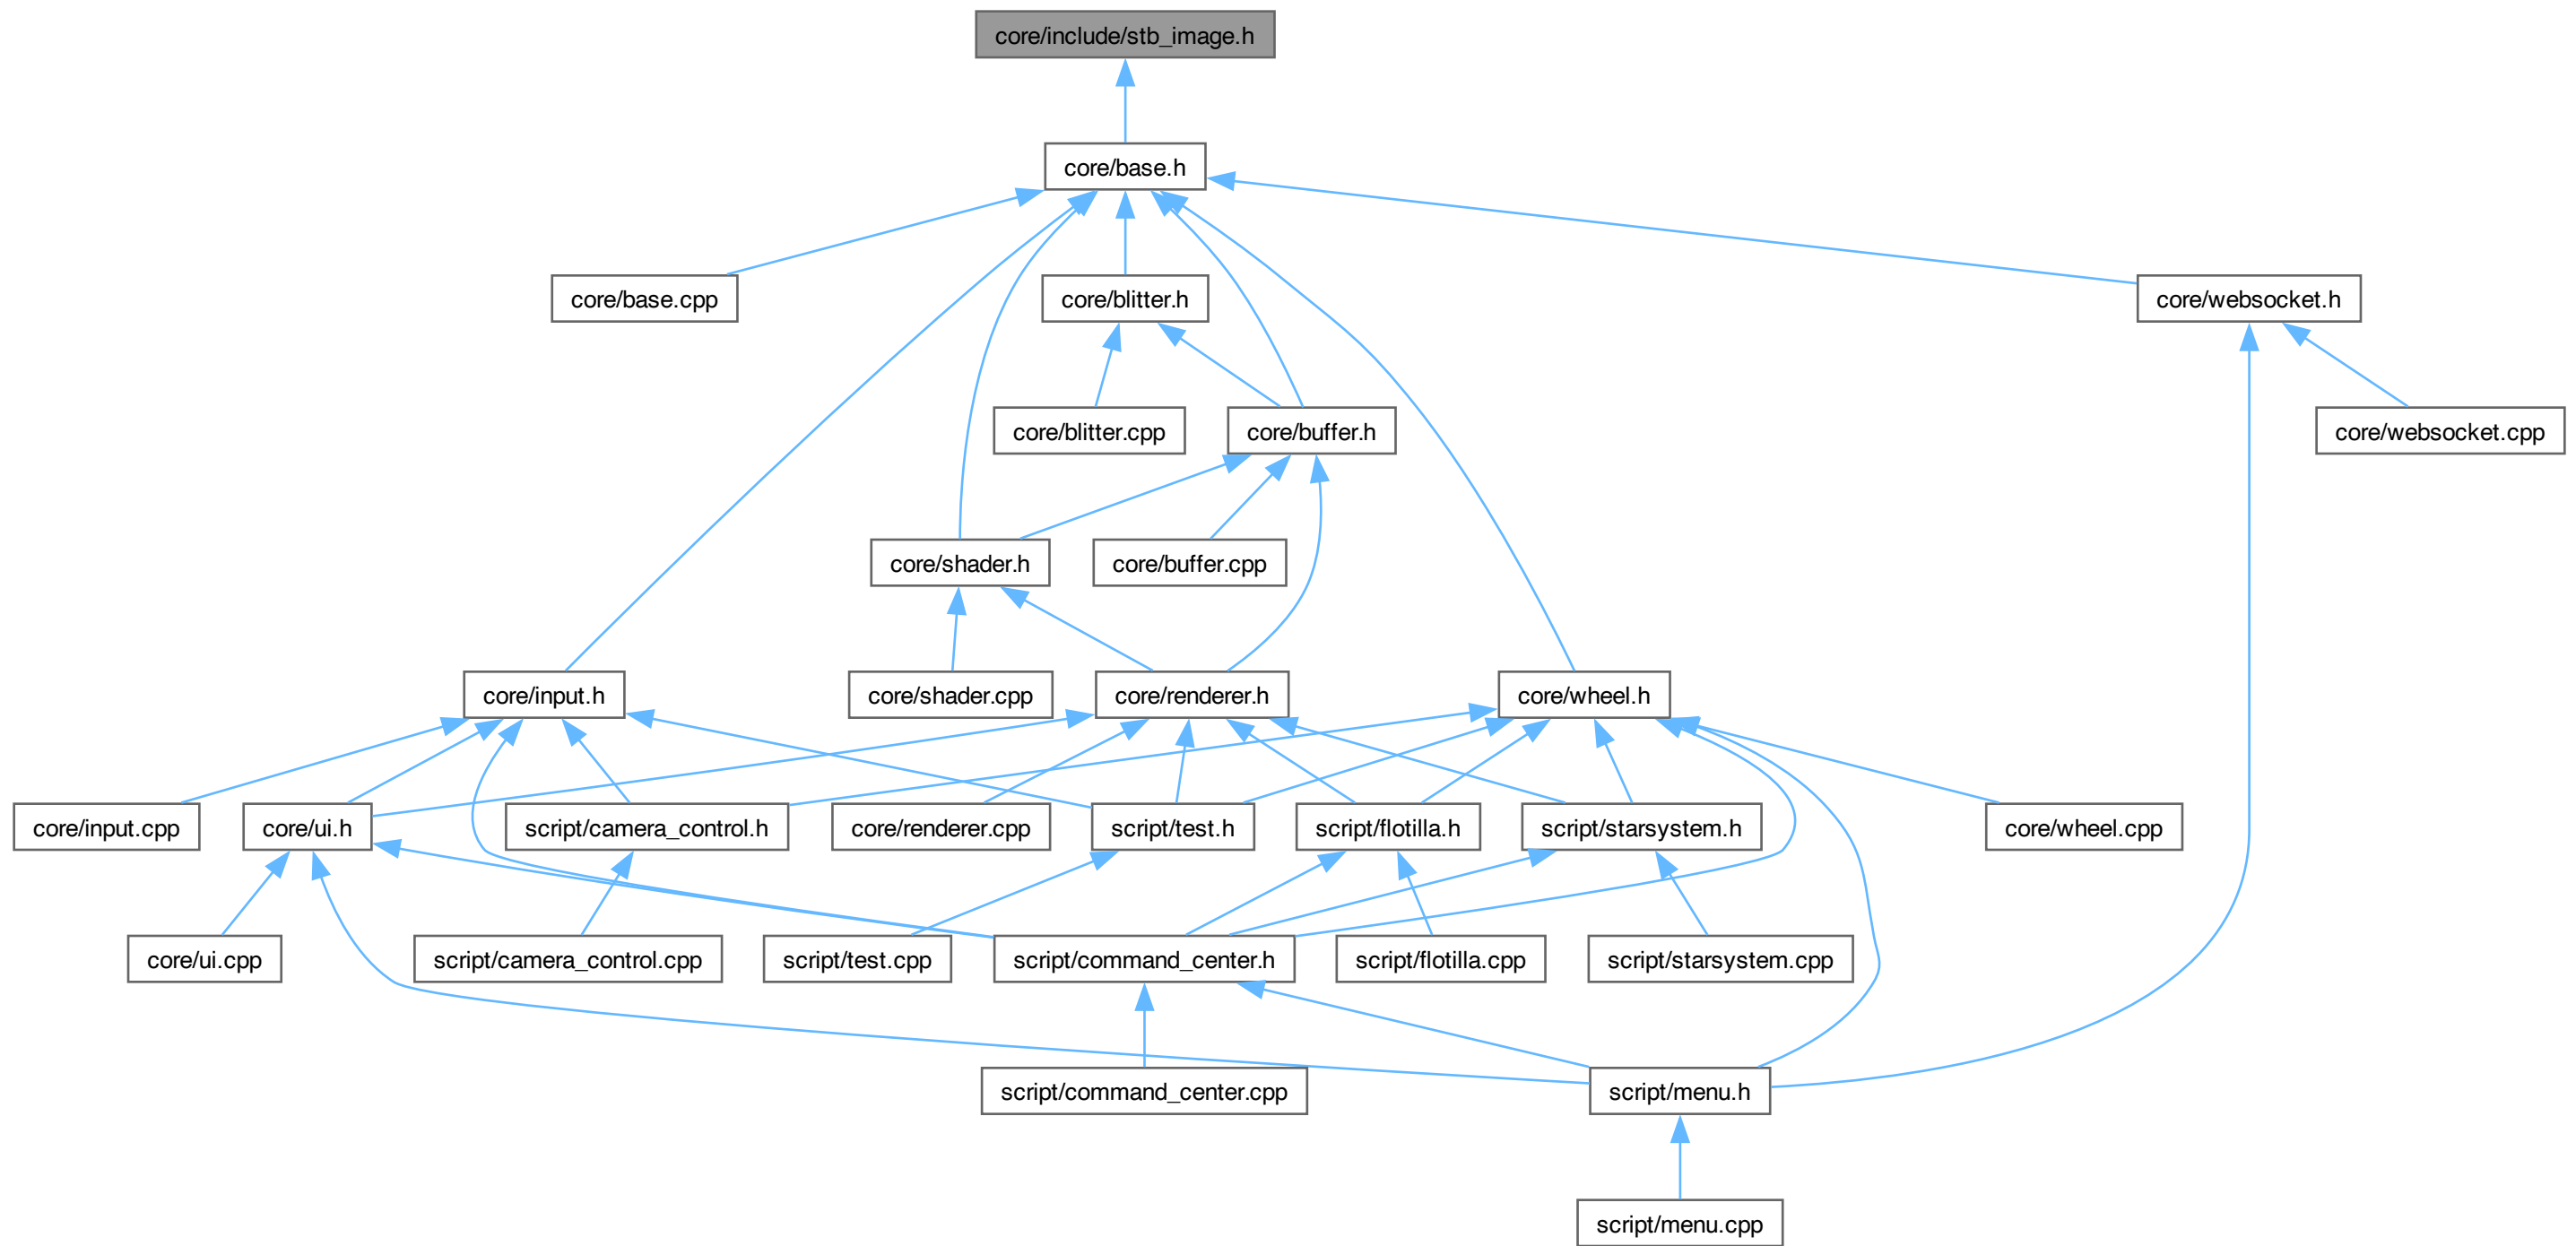 core/include/stb_image.h
core/base.h
core/base.cpp
core/blitter.h
core/websocket.h
core/blitter.cpp
core/buffer.h
core/websocket.cpp
core/shader.h
core/buffer.cpp
core/input.h
core/shader.cpp
core/renderer.h
core/wheel.h
core/input.cpp
core/ui.h
script/camera_control.h
core/renderer.cpp
script/test.h
script/flotilla.h
script/starsystem.h
core/wheel.cpp
core/ui.cpp
script/camera_control.cpp
script/test.cpp
script/command_center.h
script/flotilla.cpp
script/starsystem.cpp
script/command_center.cpp
script/menu.h
script/menu.cpp